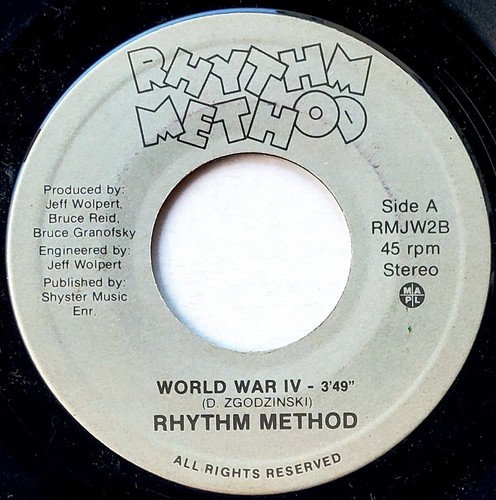 RHYTHM
METHOD
Produced by:
Jeff Wolpert,
Bruce Reid,
Bruce Granofsky
Engineered by:
Jeff Wolpert
Published by:
Shyster Music
Enr.
Side A
RMJW2B
45 rpm
Stereo
M A
P L
WORLD WAR IV - 3'49"
(D. ZGODZINSKI)
RHYTHM METHOD
ALL RIGHTS RESERVED